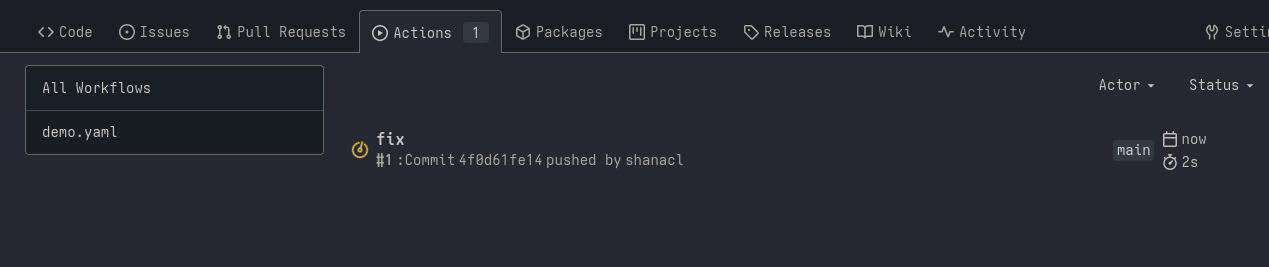 Code Issues Pull Requests Actions 1 Packages Projects Releases Wiki Activity
All Workflows
Actor Status
demo.yaml
fix
#1 :Commit 4f0d61fe14 pushed by shanacl
main
now
2s